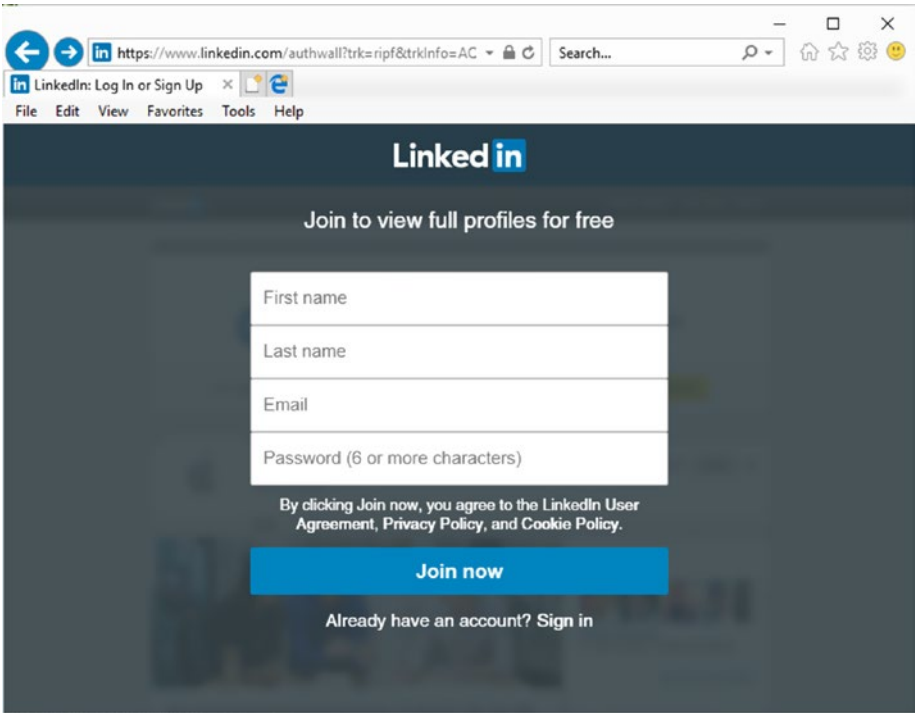 in https://www.linkedin.com/authwall?trk=ripf&trkInfo=AC
Search...
in LinkedIn: Log In or Sign Up
File Edit View Favorites Tools Help
Linked in
Join to view full profiles for free
First name
Last name
Email
Password (6 or more characters)
By clicking Join now, you agree to the LinkedIn User
Agreement, Privacy Policy, and Cookie Policy.
Join now
Already have an account? Sign in